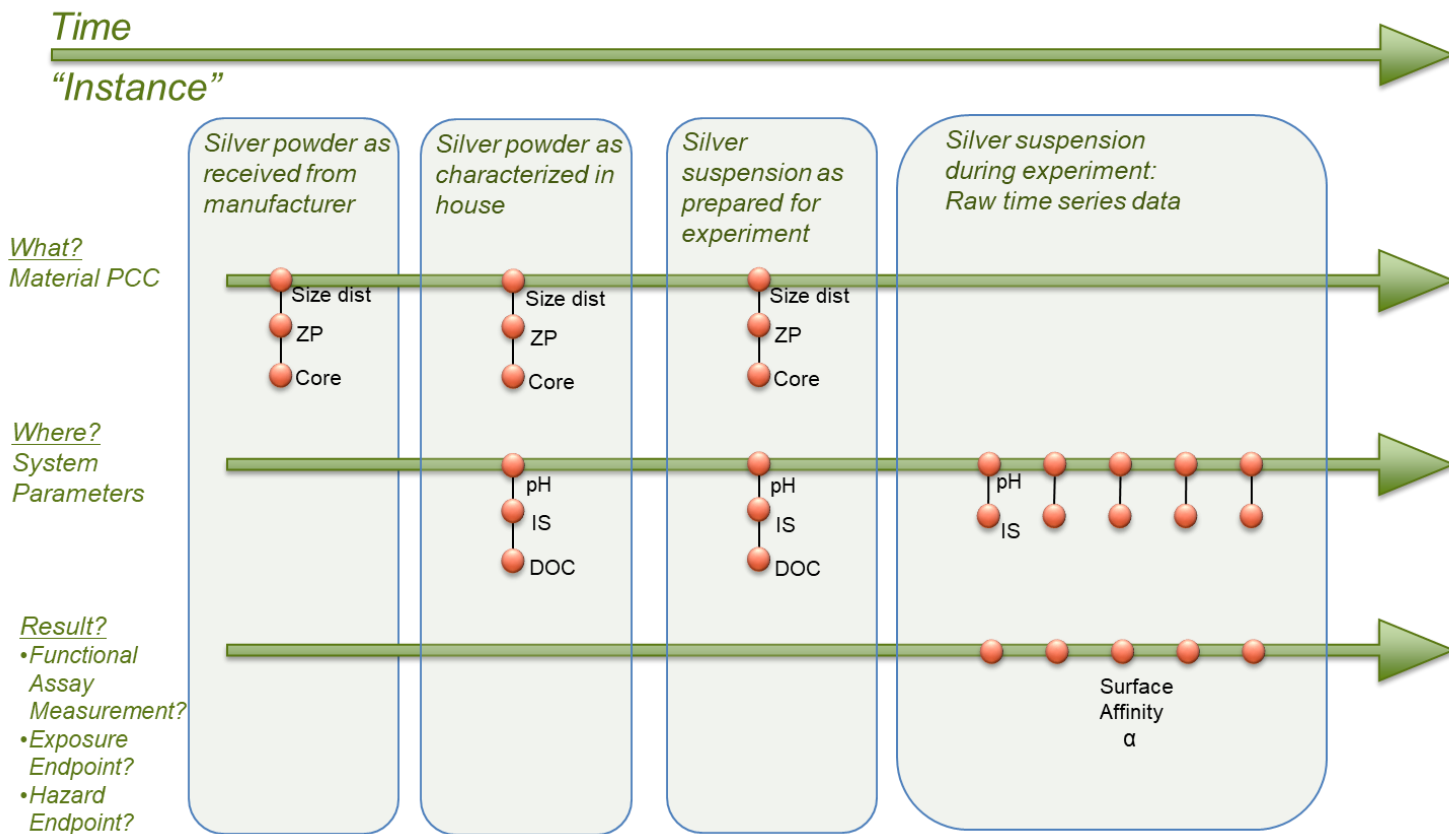 Time
“Instance”
Silver powder as
received from
manufacturer
Silver powder as
characterized in
house
Silver
suspension as
prepared for
experiment
Silver suspension
during experiment:
Raw time series data
What?
Material PCC
Size dist
ZP
Core
Size dist
ZP
Core
Size dist
ZP
Core
Where?
System
Parameters
pH
IS
DOC
pH
IS
DOC
pH
IS
Result?
•Functional
Assay
Measurement?
•Exposure
Endpoint?
•Hazard
Endpoint?
Surface
Affinity
α